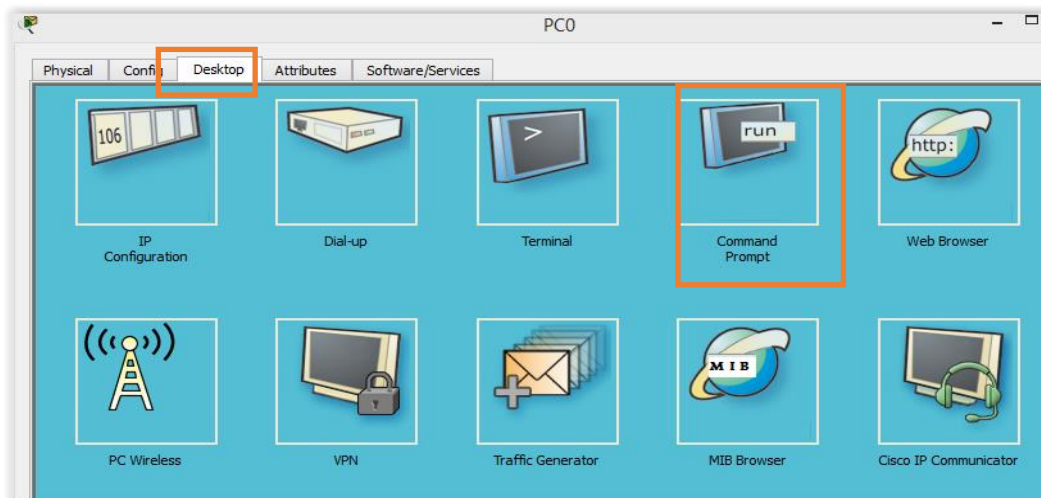 PC0
Physical Config Desktop Attributes Software/Services
106
>
run
http:
IP
Configuration
Dial-up
Terminal
Command
Prompt
Web Browser
MIB
PC Wireless
VPN
Traffic Generator
MIB Browser
Cisco IP Communicator